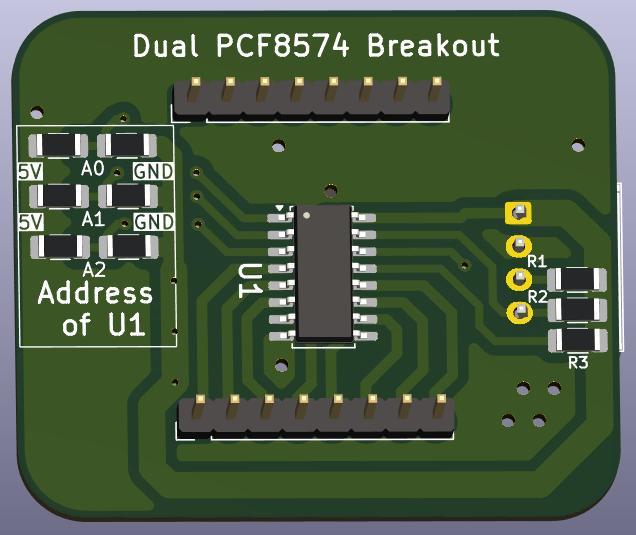 Dual PCF8574 Breakout
5V A0 GND
5V A1 GND
A2
Address
of U1
U1
R1
R2
R3